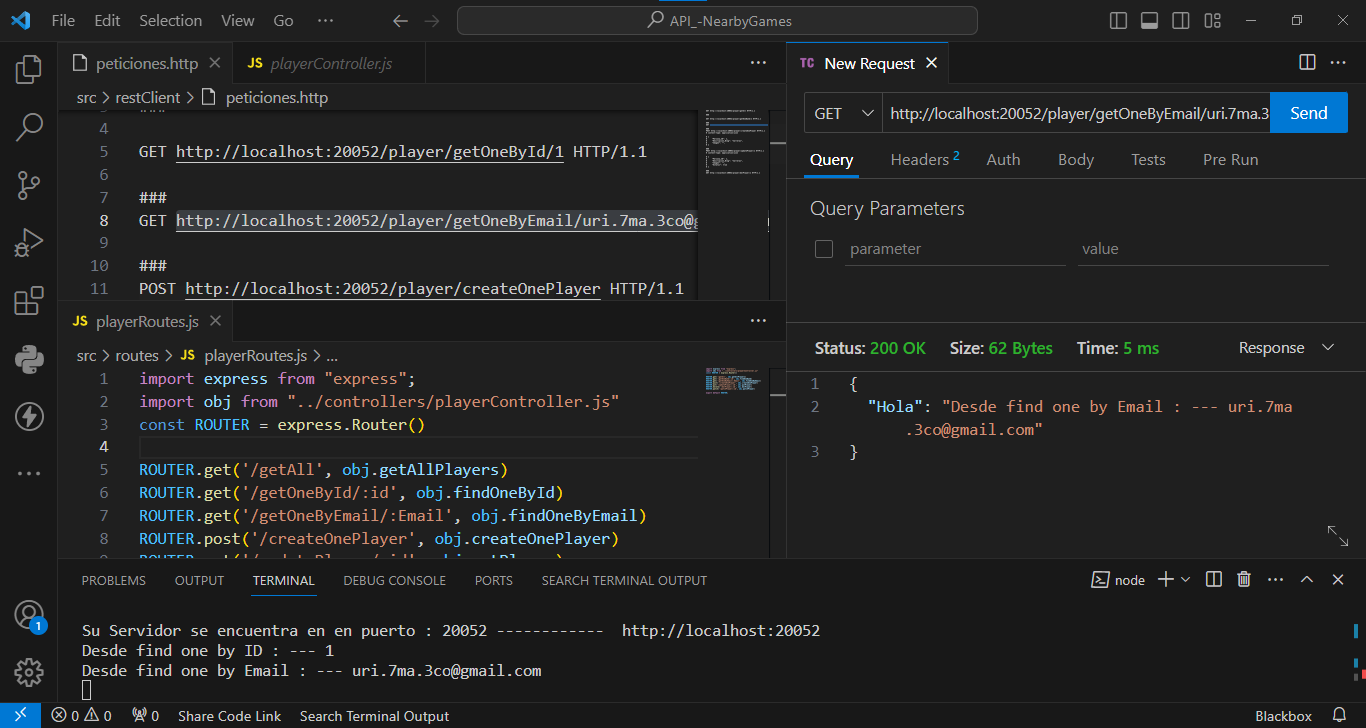 File Edit Selection View Go ··· API_-NearbyGames
peticiones.http
JS playerController.js
src > restClient > peticiones.http
4
5 GET http://localhost:20052/player/getOneById/1 HTTP/1.1
6
7 ###
8 GET http://localhost:20052/player/getOneByEmail/uri.7ma.3co@
9
10 ###
11 POST http://localhost:20052/player/createOnePlayer HTTP/1.1
JS playerRoutes.js
src > routes > JS playerRoutes.js > ...
1 import express from "express";
2 import obj from "../controllers/playerController.js"
3 const ROUTER = express.Router()
4
5 ROUTER.get('/getAll', obj.getAllPlayers)
6 ROUTER.get('/getOneById/:id', obj.findOneById)
7 ROUTER.get('/getOneByEmail/:Email', obj.findOneByEmail)
8 ROUTER.post('/createOnePlayer', obj.createOnePlayer)
TC New Request
GET http://localhost:20052/player/getOneByEmail/uri.7ma.3 Send
Query Headers 2 Auth Body Tests Pre Run
Query Parameters
parameter value
Status: 200 OK Size: 62 Bytes Time: 5 ms Response
1 {
2 "Hola": "Desde find one by Email : --- uri.7ma
.3co@gmail.com"
3 }
PROBLEMS OUTPUT TERMINAL DEBUG CONSOLE PORTS SEARCH TERMINAL OUTPUT node
Su Servidor se encuentra en en puerto : 20052 ------------ http://localhost:20052
Desde find one by ID : --- 1
Desde find one by Email : --- uri.7ma.3co@gmail.com
1
0 0 0 Share Code Link Search Terminal Output Blackbox